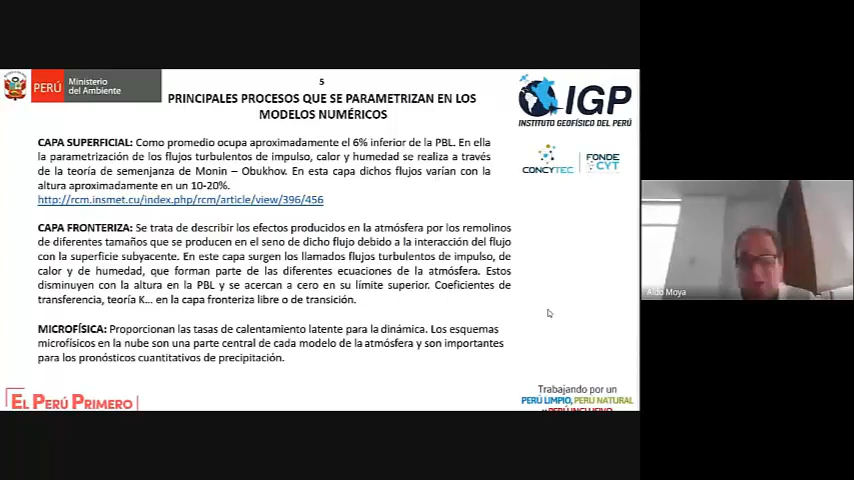 5
PERÚ
Ministerio
del Ambiente
PRINCIPALES PROCESOS QUE SE PARAMETRIZAN EN LOS
MODELOS NUMÉRICOS
IGP
INSTITUTO GEOFÍSICO DEL PERÚ
CONCYTEC
FONDE
CYT
CAPA SUPERFICIAL: Como promedio ocupa aproximadamente el 6% inferior de la PBL. En ella
la parametrización de los flujos turbulentos de impulso, calor y humedad se realiza a través
de la teoría de semenjanza de Monin – Obukhov. En esta capa dichos flujos varían con la
altura aproximadamente en un 10-20%.
http://rcm.insmet.cu/index.php/rcm/article/view/396/456
CAPA FRONTERIZA: Se trata de describir los efectos producidos en la atmósfera por los remolinos
de diferentes tamaños que se producen en el seno de dicho flujo debido a la interacción del flujo
con la superficie subyacente. En este capa surgen los llamados flujos turbulentos de impulso, de
calor y de humedad, que forman parte de las diferentes ecuaciones de la atmósfera. Estos
disminuyen con la altura en la PBL y se acercan a cero en su límite superior. Coeficientes de
transferencia, teoría K... en la capa fronteriza libre o de transición.
MICROFÍSICA: Proporcionan las tasas de calentamiento latente para la dinámica. Los esquemas
microfísicos en la nube son una parte central de cada modelo de la atmósfera y son importantes
para los pronósticos cuantitativos de precipitación.
EL PERÚ PRIMERO
Trabajando por un
PERÚ LIMPIO, PERÚ NATURAL
Y PERÚ INCLUSIVO
Aldo Moya